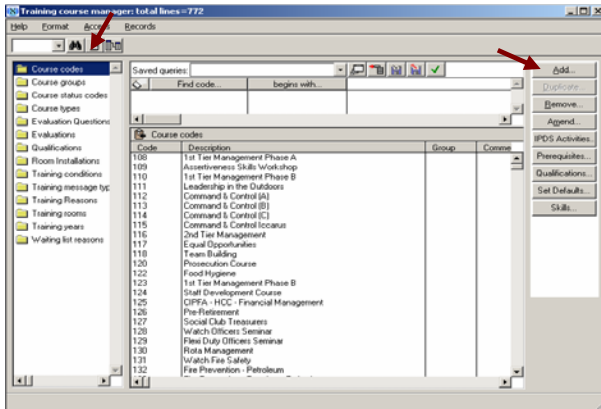 Training course manager: total lines=772
Help Format Access Records
Saved queries:
Find code... begins with...
Course codes
Course groups
Course status codes
Course types
Evaluation Questions
Evaluations
Qualifications
Room Installations
Training conditions
Training message typ
Training Reasons
Training rooms
Training years
Waiting list reasons
Course codes
Code Description Group Comme
108 1st Tier Management Phase A
109 Assertiveness Skills Workshop
110 1st Tier Management Phase B
111 Leadership in the Outdoors
112 Command & Control (A)
113 Command & Control (B)
114 Command & Control (C)
115 Command & Control Iccarus
116 2nd Tier Management
117 Equal Opportunities
118 Team Building
120 Prosecution Course
122 Food Hygiene
123 1st Tier Management Phase B
124 Staff Development Course
125 CIPFA - HCC - Financial Management
126 Pre-Retirement
127 Social Club Treasurers
128 Watch Officers Seminar
129 Flexi Duty Officers Seminar
130 Rota Management
131 Watch Fire Safety
132 Fire Prevention - Petroleum
Add...
Duplicate...
Remove...
Amend...
IPDS Activities...
Prerequisites...
Qualifications...
Set Defaults...
Skills...